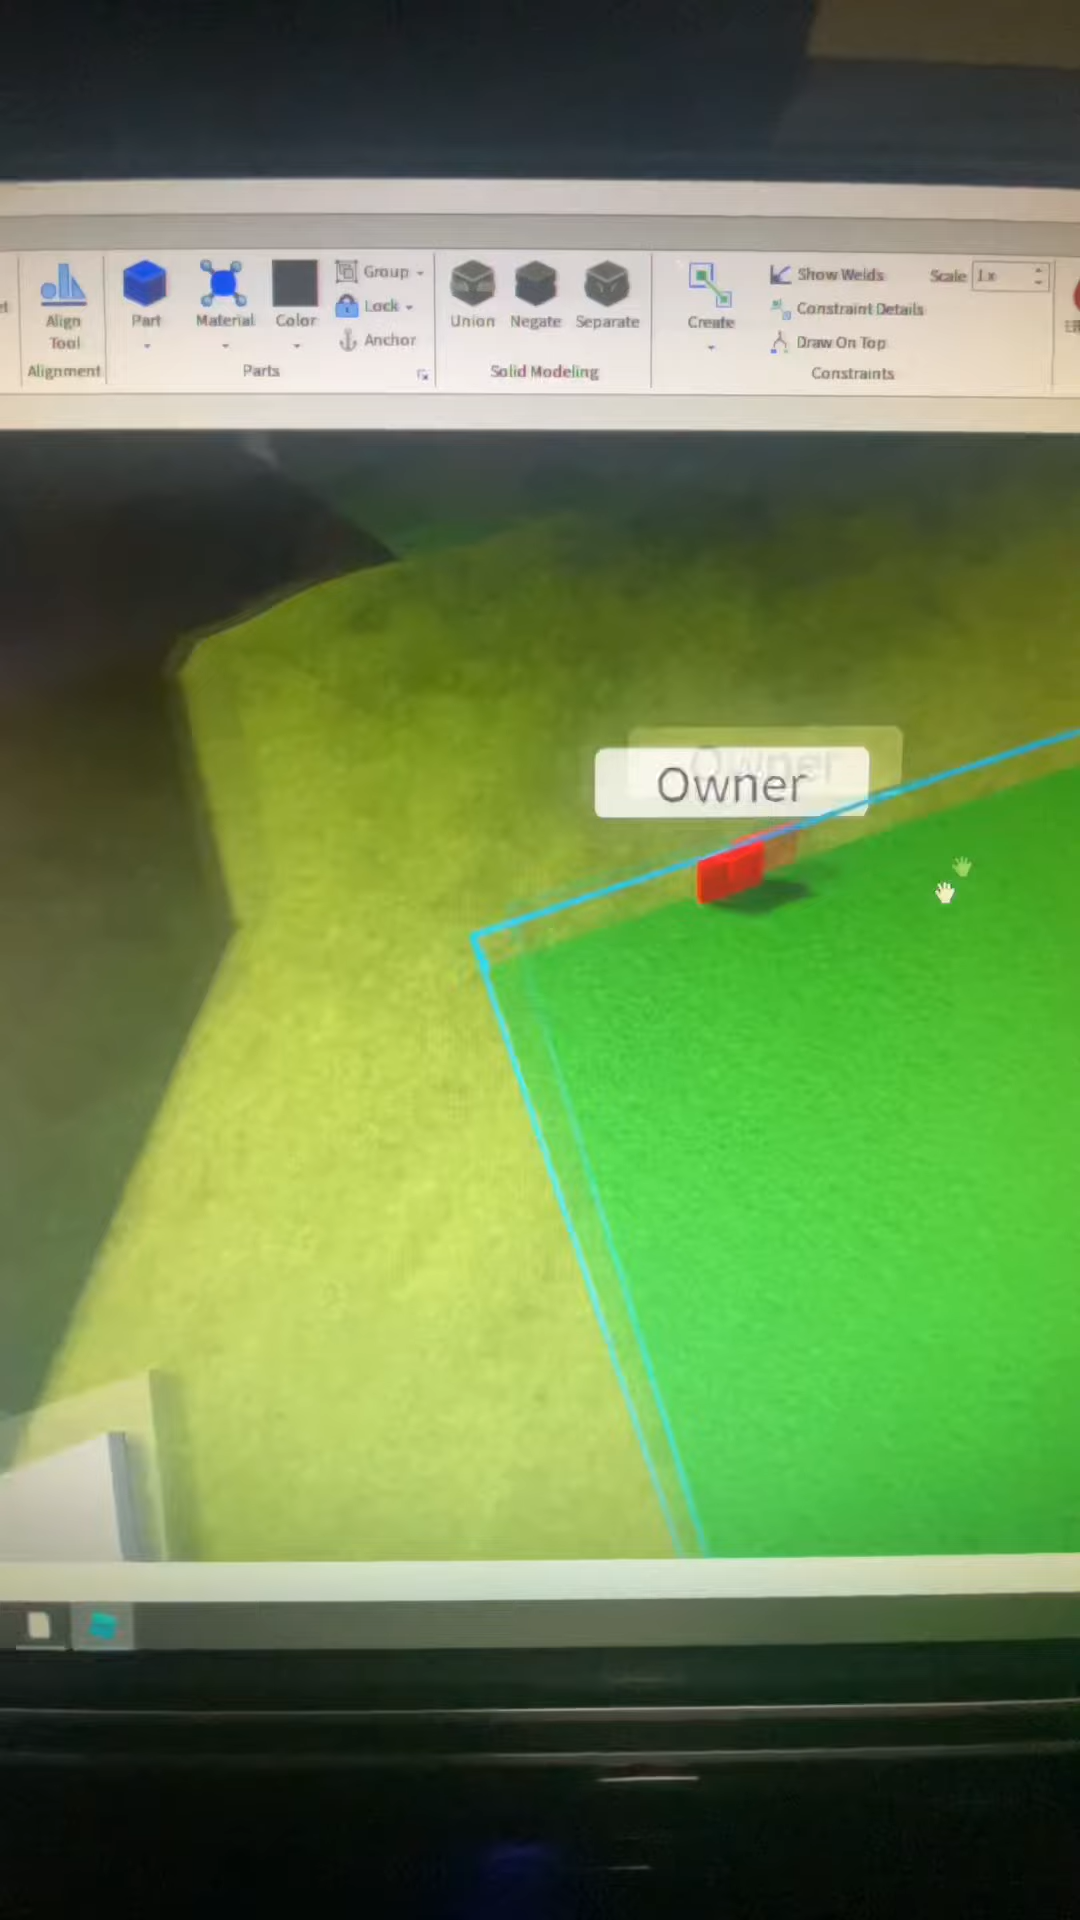 Align
Tool
Alignment
Part
Material
Color
Group
Lock
Anchor
Parts
Union
Negate
Separate
Solid Modeling
Create
Show Welds
Constraint Details
Draw On Top
Scale
1 x
Constraints
Owner